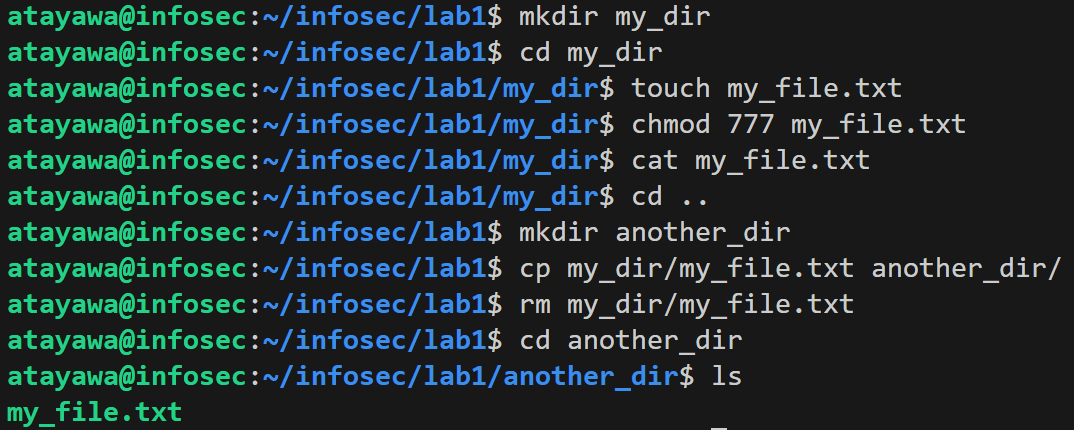 atayawa@infosec:~/infosec/lab1$ mkdir my_dir
atayawa@infosec:~/infosec/lab1$ cd my_dir
atayawa@infosec:~/infosec/lab1/my_dir$ touch my_file.txt
atayawa@infosec:~/infosec/lab1/my_dir$ chmod 777 my_file.txt
atayawa@infosec:~/infosec/lab1/my_dir$ cat my_file.txt
atayawa@infosec:~/infosec/lab1/my_dir$ cd ..
atayawa@infosec:~/infosec/lab1$ mkdir another_dir
atayawa@infosec:~/infosec/lab1$ cp my_dir/my_file.txt another_dir/
atayawa@infosec:~/infosec/lab1$ rm my_dir/my_file.txt
atayawa@infosec:~/infosec/lab1$ cd another_dir
atayawa@infosec:~/infosec/lab1/another_dir$ ls
my_file.txt